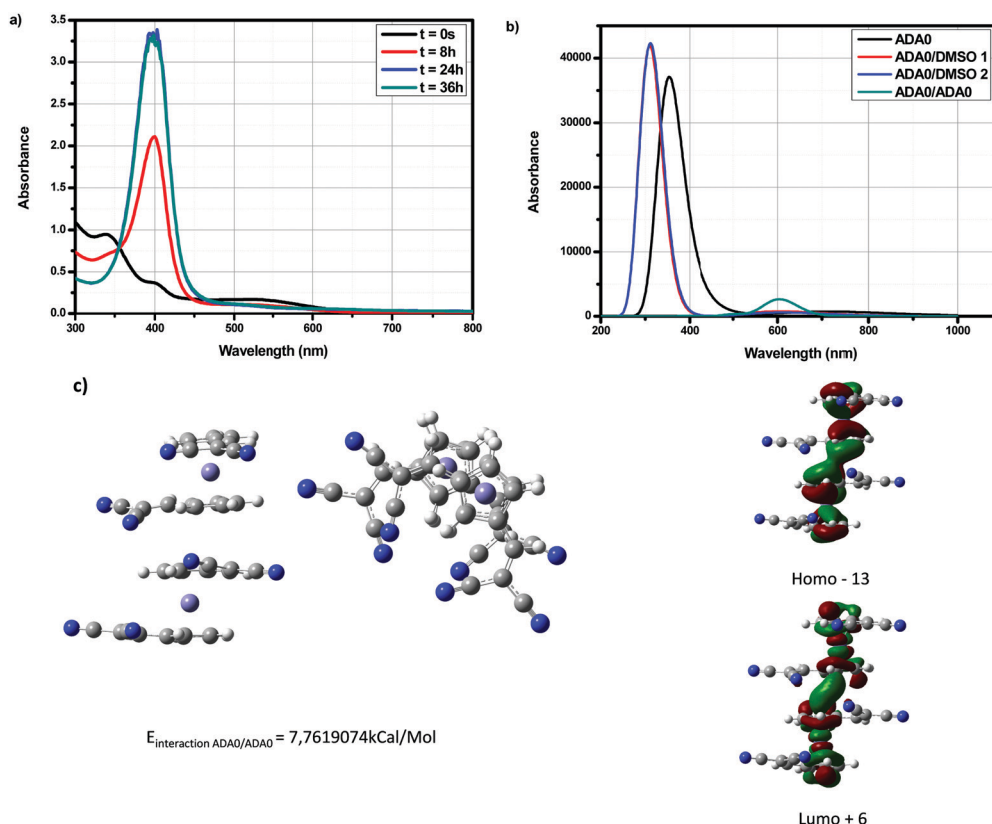 a)
3.5
3.0
2.5
2.0
1.5
1.0
0.5
0.0
Absorbance
300 400 500 600 700 800
Wavelength (nm)
t = 0s
t = 8h
t = 24h
t = 36h
b)
40000
30000
20000
10000
0
Absorbance
200 400 600 800 1000
Wavelength (nm)
ADA0
ADA0/DMSO 1
ADA0/DMSO 2
ADA0/ADA0
c)
E interaction ADA0/ADA0 = 7,7619074kCal/Mol
Homo - 13
Lumo + 6